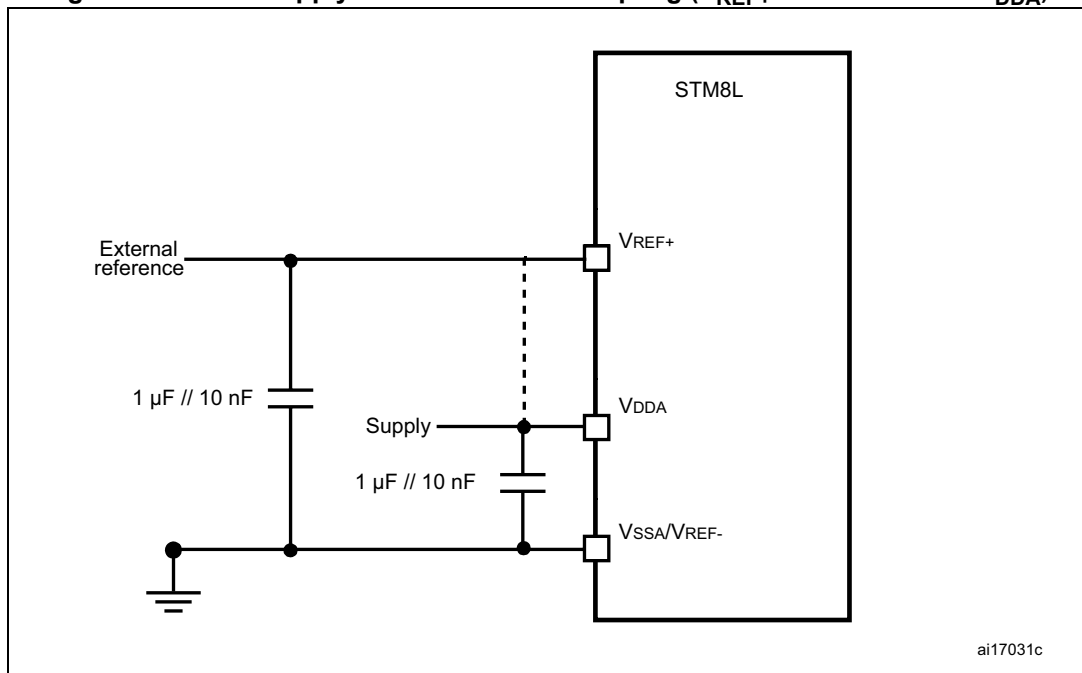 STM8L
VREF+
External
reference
1 µF // 10 nF
VDDA
Supply
1 µF // 10 nF
VSSA/VREF-
ai17031c